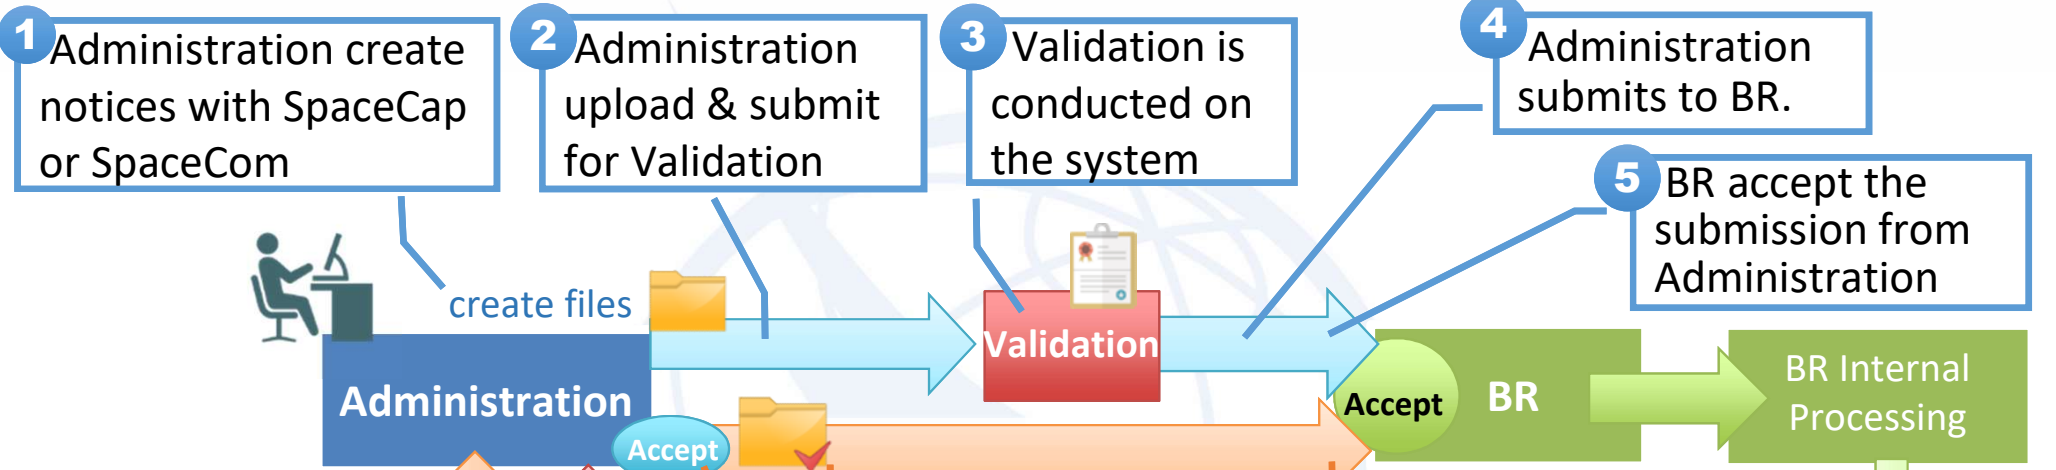 1
Administration create
notices with SpaceCap
or SpaceCom
2
Administration
upload & submit
for Validation
3
Validation is
conducted on
the system
4
Administration
submits to BR.
5
BR accept the
submission from
Administration
create files
Validation
Administration
Accept
Accept
BR
BR Internal
Processing